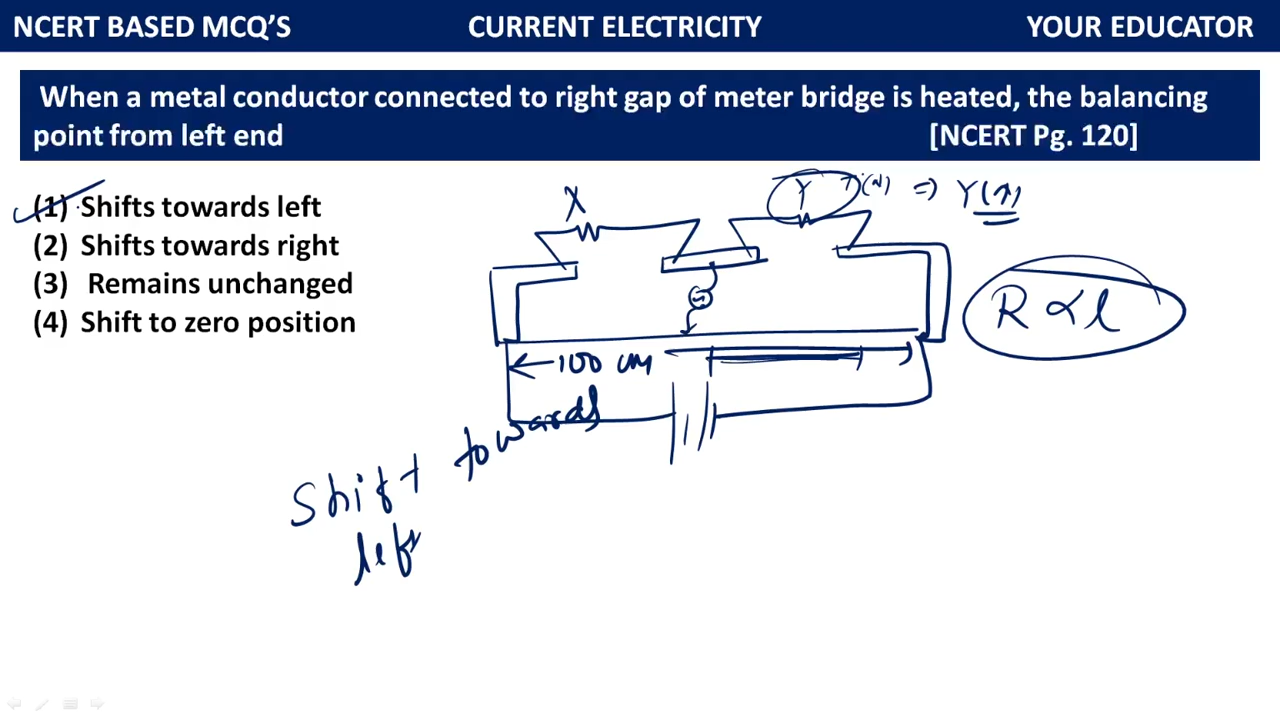 NCERT BASED MCQ'S CURRENT ELECTRICITY YOUR EDUCATOR
When a metal conductor connected to right gap of meter bridge is heated, the balancing
point from left end [NCERT Pg. 120]
(1) Shifts towards left
(2) Shifts towards right
(3) Remains unchanged
(4) Shift to zero position
X
Y ↑(r) => Y(↑)
G
R ∝ l
100 cm
Shift towards
left